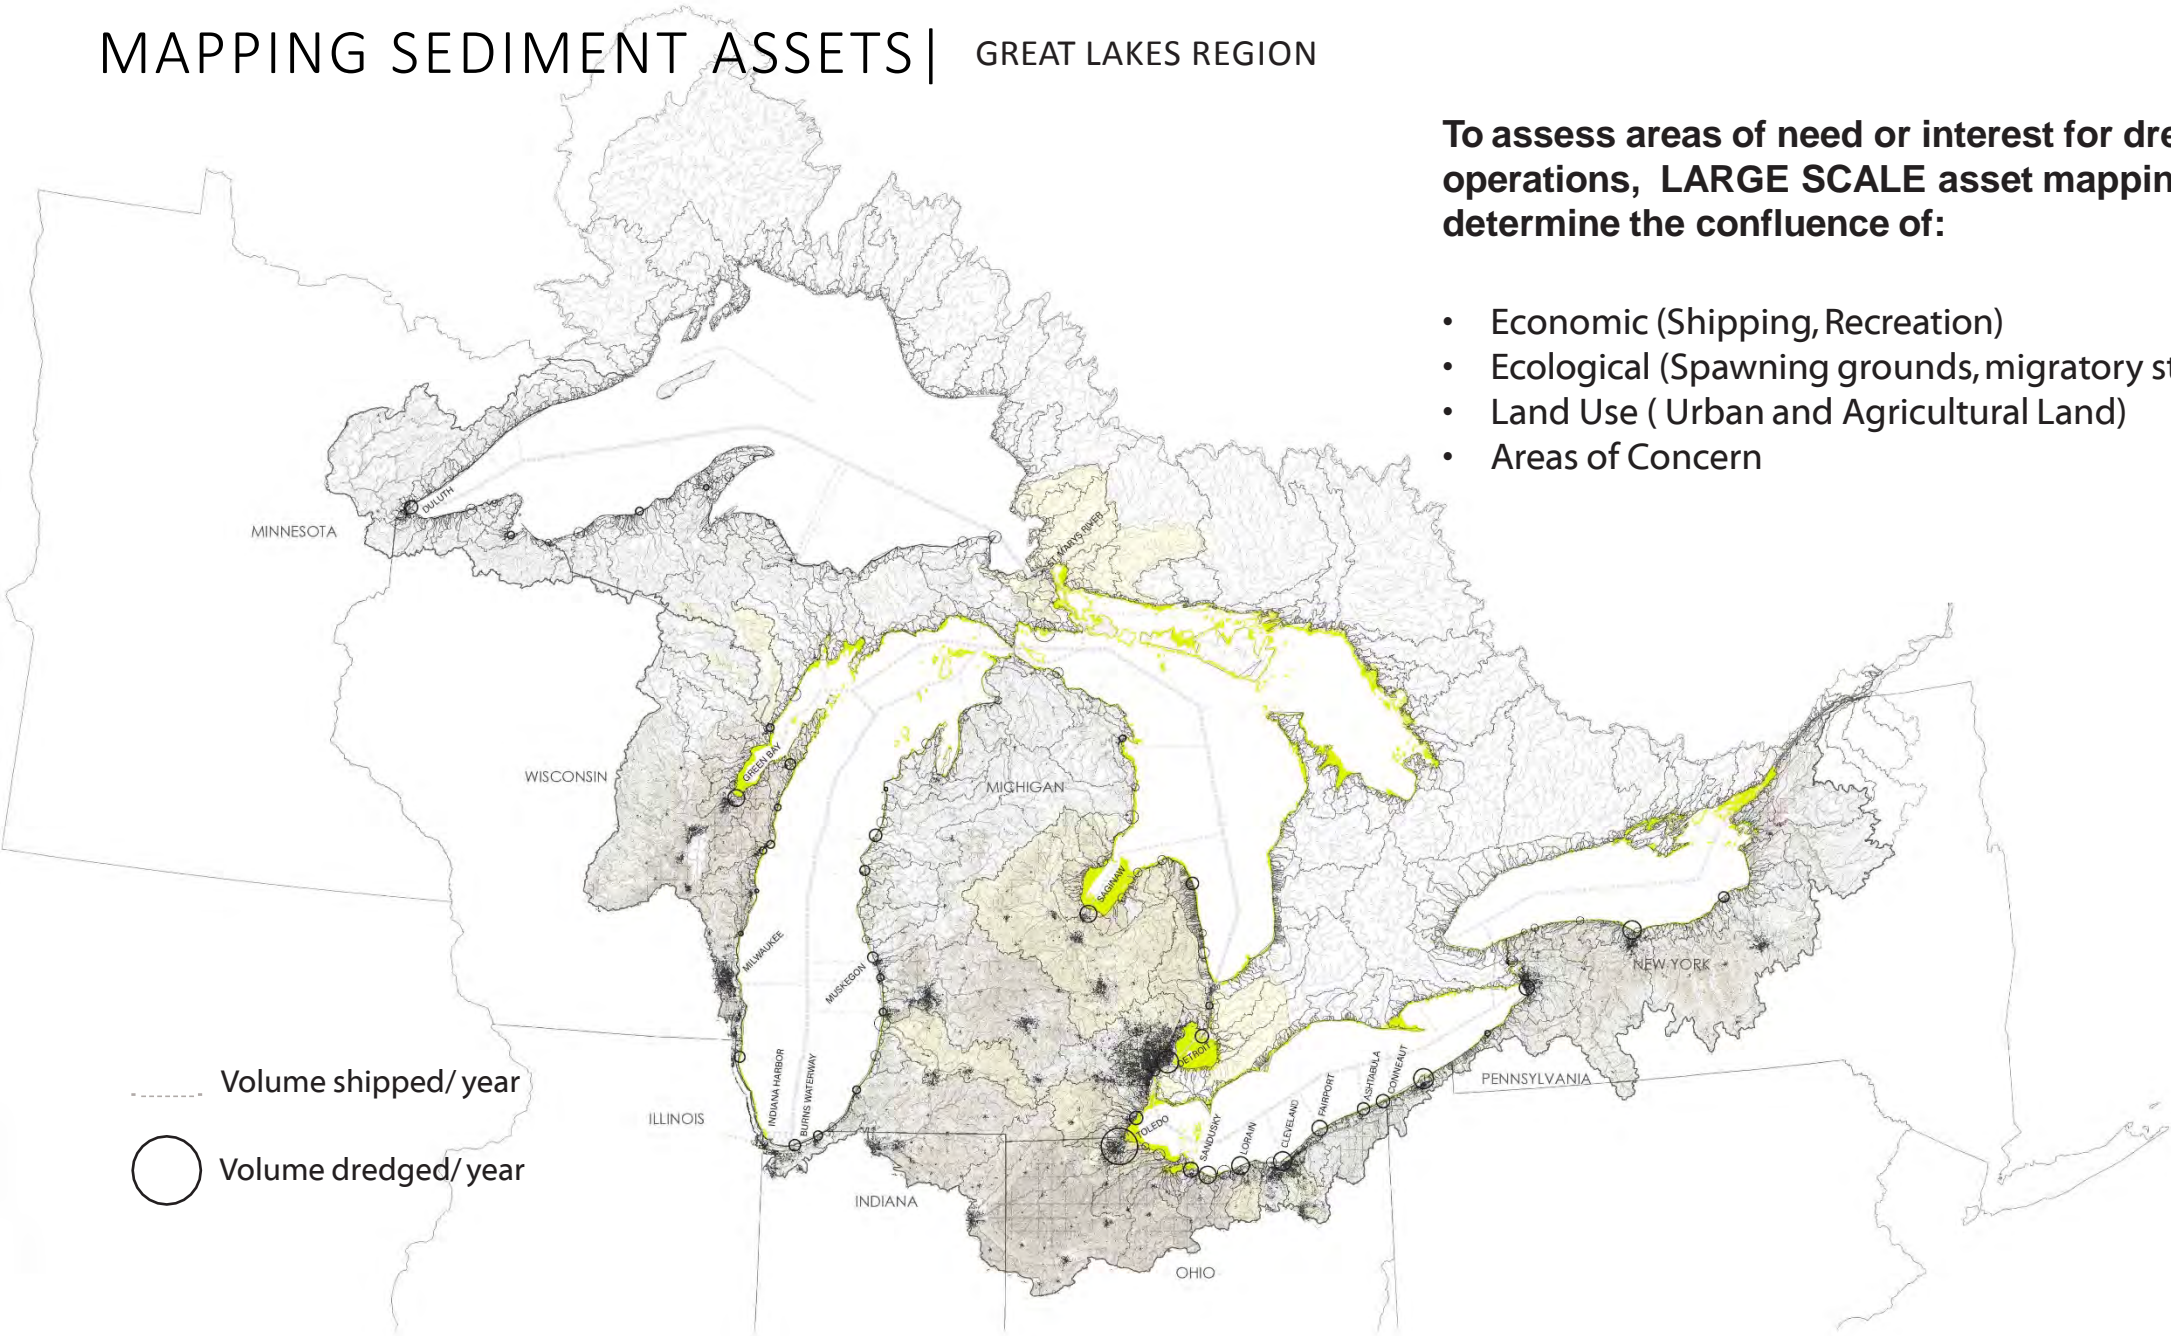 MAPPING SEDIMENT ASSETS| GREAT LAKES REGION
To assess areas of need or interest for dre
operations, LARGE SCALE asset mappin
determine the confluence of:
• Economic (Shipping, Recreation)
• Ecological (Spawning grounds, migratory st
• Land Use ( Urban and Agricultural Land)
• Areas of Concern
DULUTH
MINNESOTA
T MARYS RIVER
GREEN BAY
WISCONSIN
MICHIGAN
SAGINAW
MILWAUKEE
MUSKEGON
NEW YORK
DETROIT
INDIANA HARBOR
BURNS WATERWAY
ILLINOIS
TOLEDO
SANDUSKY
LORAIN
CLEVELAND
FAIRPORT
ASHTABULA
CONNEAUT
PENNSYLVANIA
INDIANA
OHIO
Volume shipped/ year
Volume dredged/ year